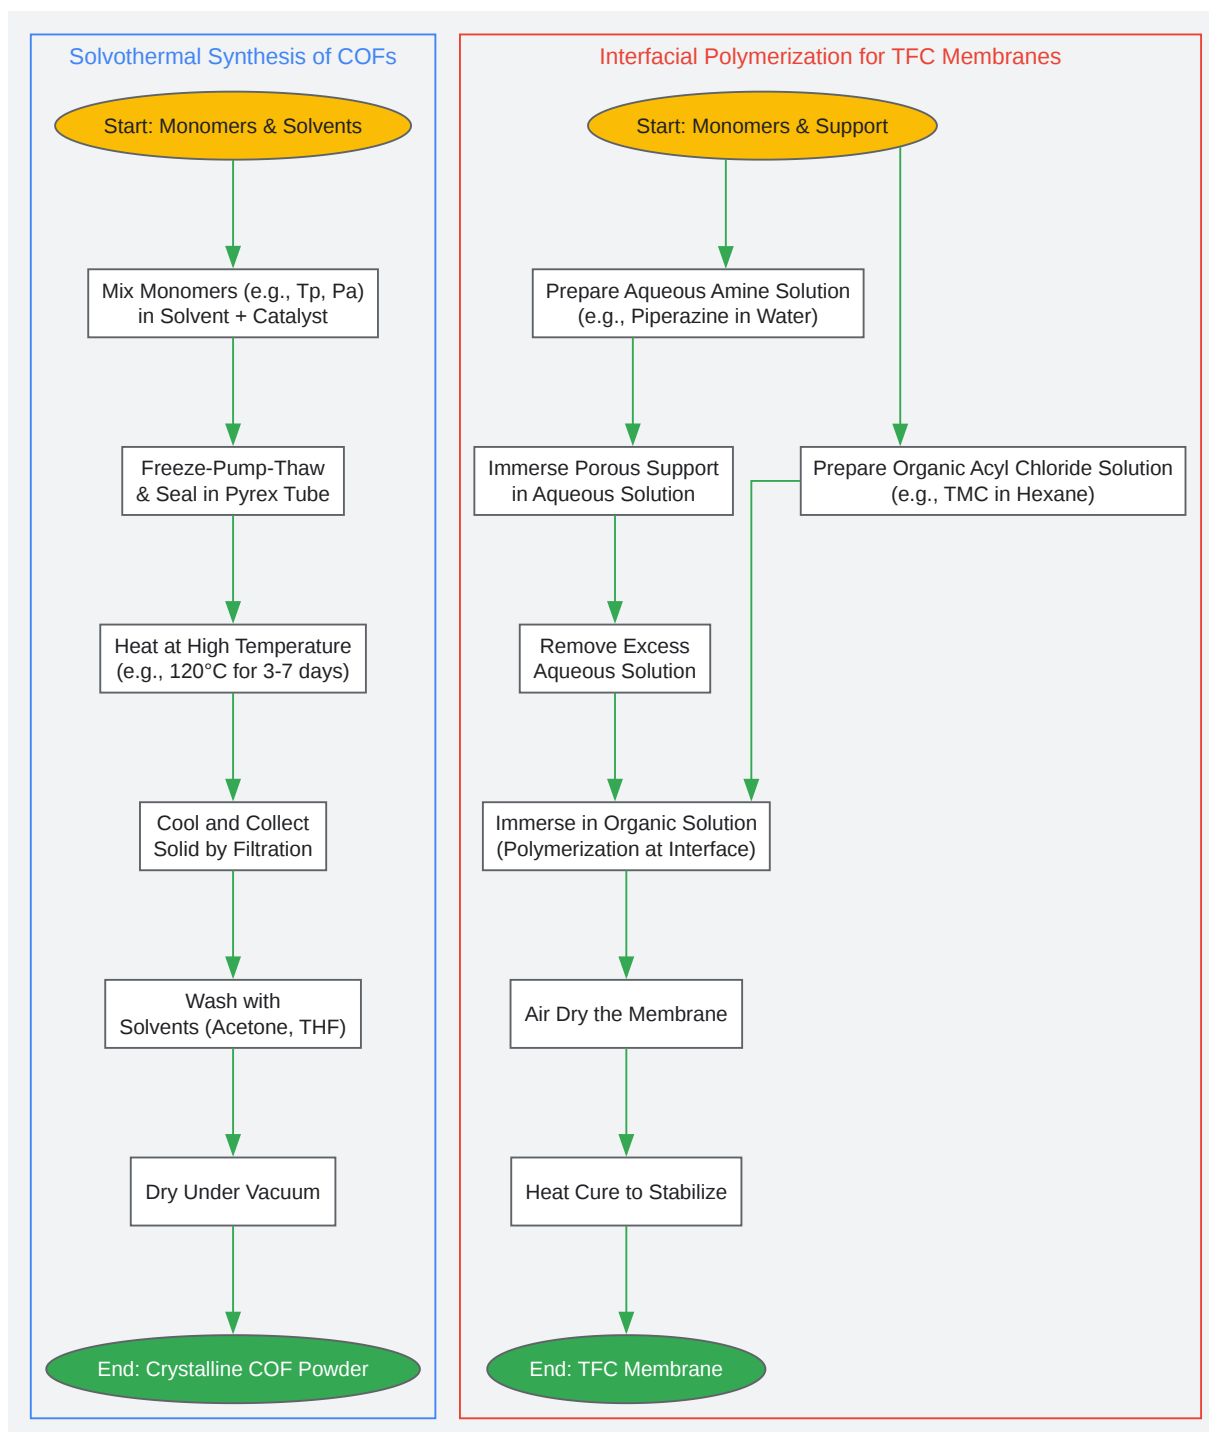 Solvothermal Synthesis of COFs
Start: Monomers & Solvents
Mix Monomers (e.g., Tp, Pa)
in Solvent + Catalyst
Freeze-Pump-Thaw
& Seal in Pyrex Tube
Heat at High Temperature
(e.g., 120°C for 3-7 days)
Cool and Collect
Solid by Filtration
Wash with
Solvents (Acetone, THF)
Dry Under Vacuum
End: Crystalline COF Powder
Interfacial Polymerization for TFC Membranes
Start: Monomers & Support
Prepare Aqueous Amine Solution
(e.g., Piperazine in Water)
Immerse Porous Support
in Aqueous Solution
Prepare Organic Acyl Chloride Solution
(e.g., TMC in Hexane)
Remove Excess
Aqueous Solution
Immerse in Organic Solution
(Polymerization at Interface)
Air Dry the Membrane
Heat Cure to Stabilize
End: TFC Membrane